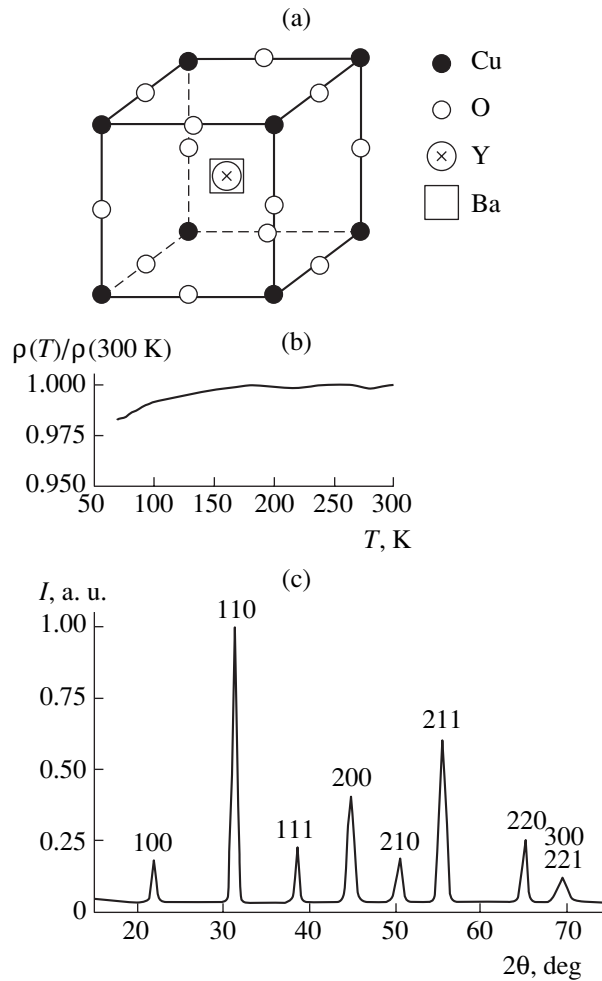 (a)
Cu
O
Y
Ba
(b)
ρ(T)/ρ(300 K)
1.000
0.975
0.950
50 100 150 200 250 300
T, K
(c)
I, a. u.
1.00
0.75
0.50
0.25
0
110
211
200
100 111 210 220 300
221
20 30 40 50 60 70
2θ, deg